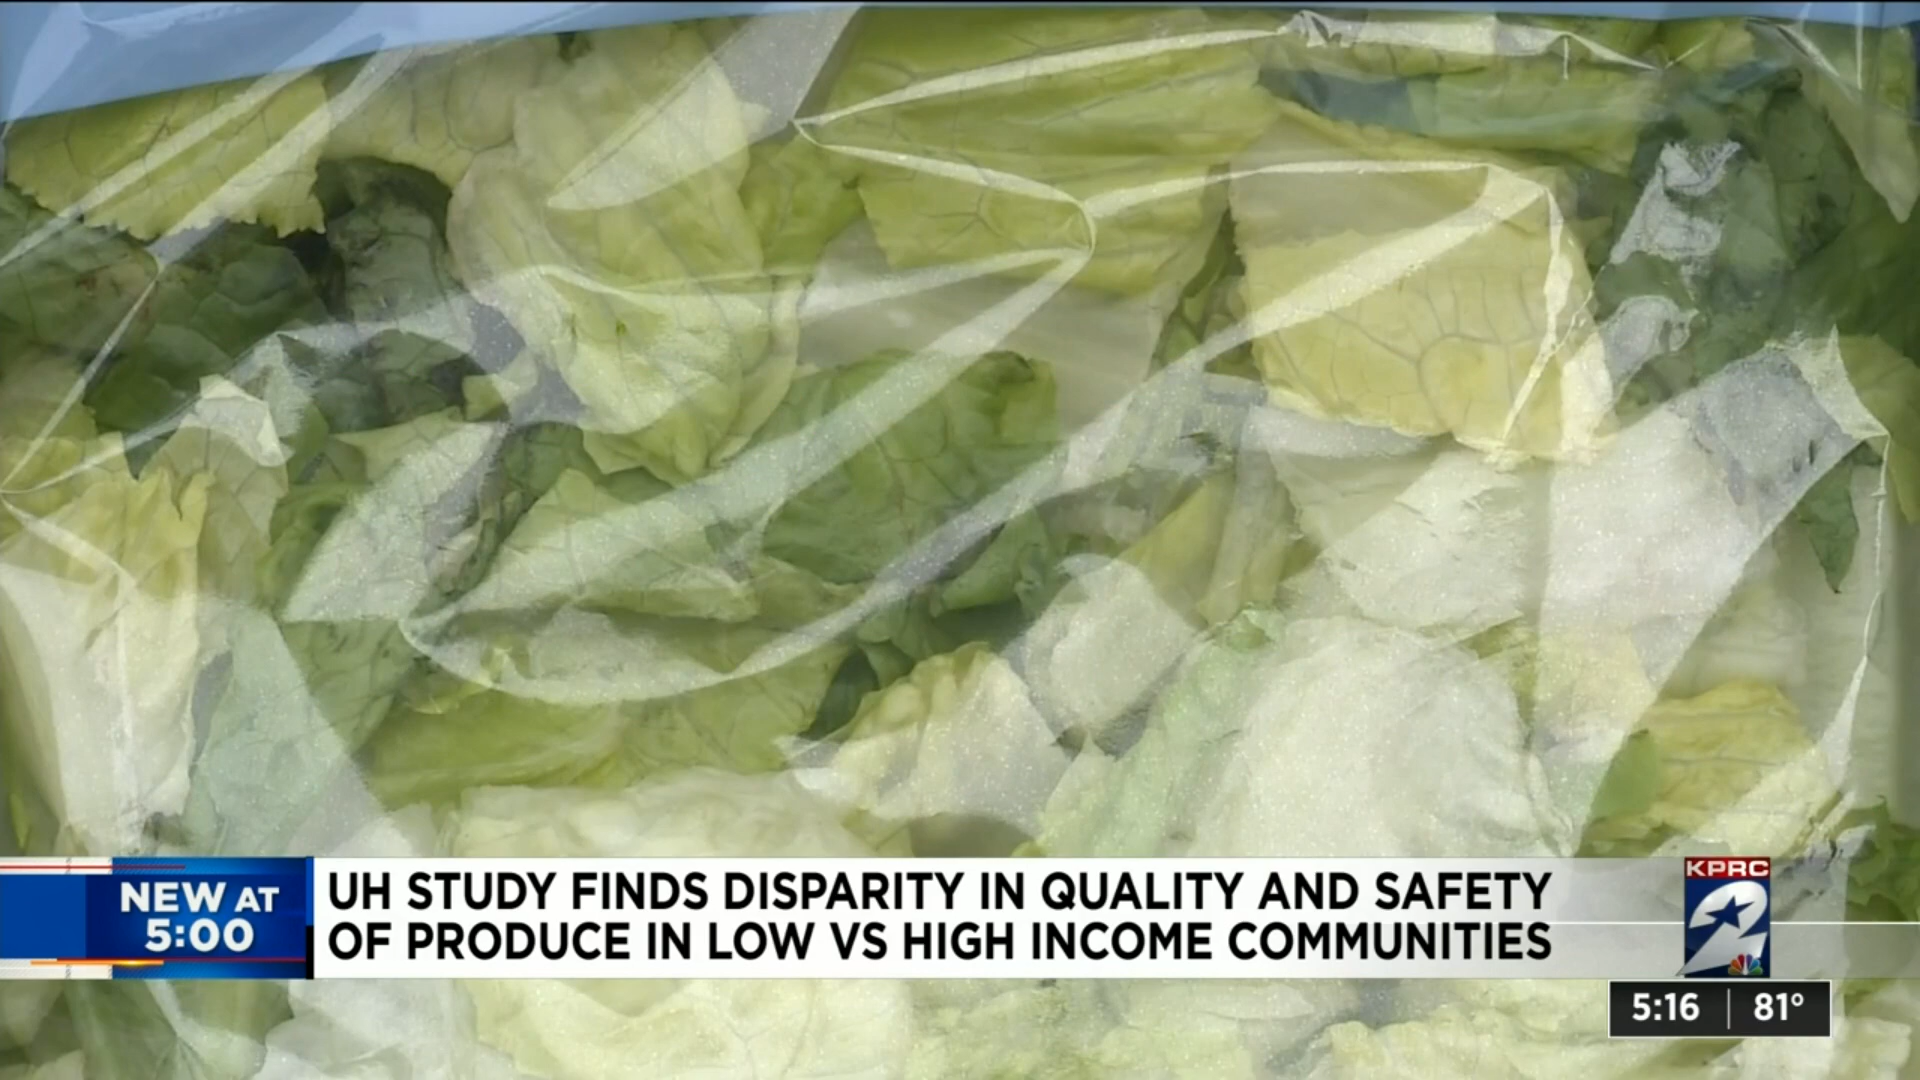 NEW AT
5:00
UH STUDY FINDS DISPARITY IN QUALITY AND SAFETY
OF PRODUCE IN LOW VS HIGH INCOME COMMUNITIES
KPRC
2
5:16 | 81°